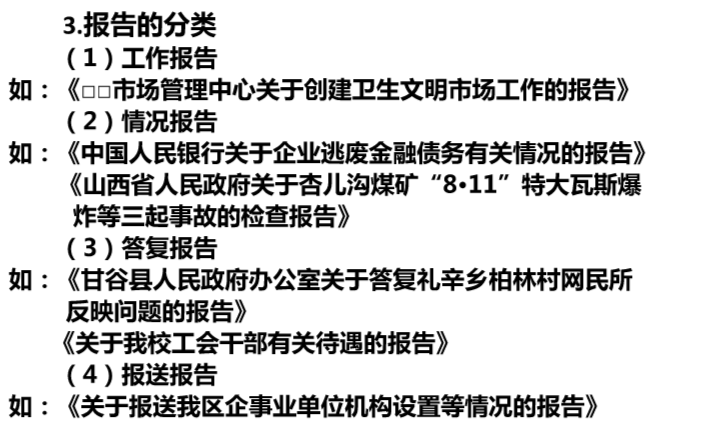 3.报告的分类
（1）工作报告
如：《□□市场管理中心关于创建卫生文明市场工作的报告》
（2）情况报告
如：《中国人民银行关于企业逃废金融债务有关情况的报告》
《山西省人民政府关于杏儿沟煤矿“8·11”特大瓦斯爆
炸等三起事故的检查报告》
（3）答复报告
如：《甘谷县人民政府办公室关于答复礼辛乡柏林村网民所
反映问题的报告》
《关于我校工会干部有关待遇的报告》
（4）报送报告
如：《关于报送我区企事业单位机构设置等情况的报告》